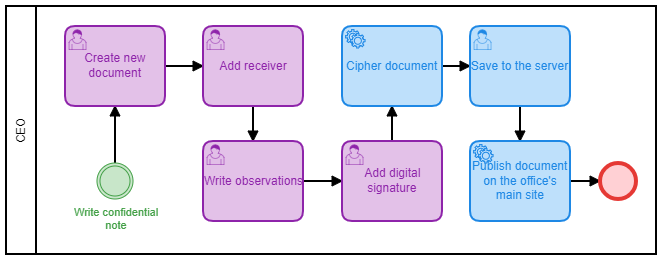 CEO
Create new
document
Add receiver
Cipher document
Save to the server
Write observations
Add digital
signature
Publish document
on the office's
main site
Write confidential
note